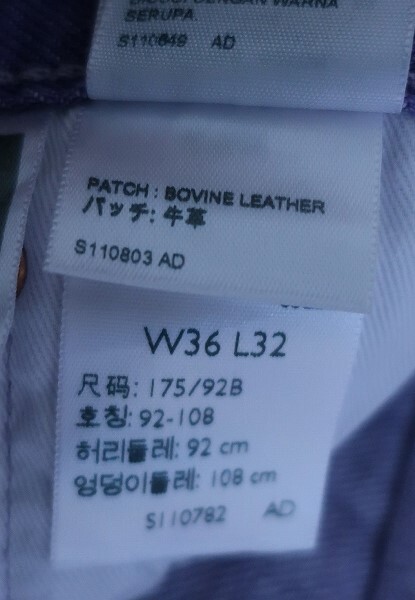 DENGAN WARNA
SERUPA
S110849 AD
PATCH : BOVINE LEATHER
パッチ: 牛革
S110803 AD
W36 L32
尺码: 175/92B
호칭: 92-108
허리둘레: 92 cm
엉덩이둘레: 108 cm
S110782 AD